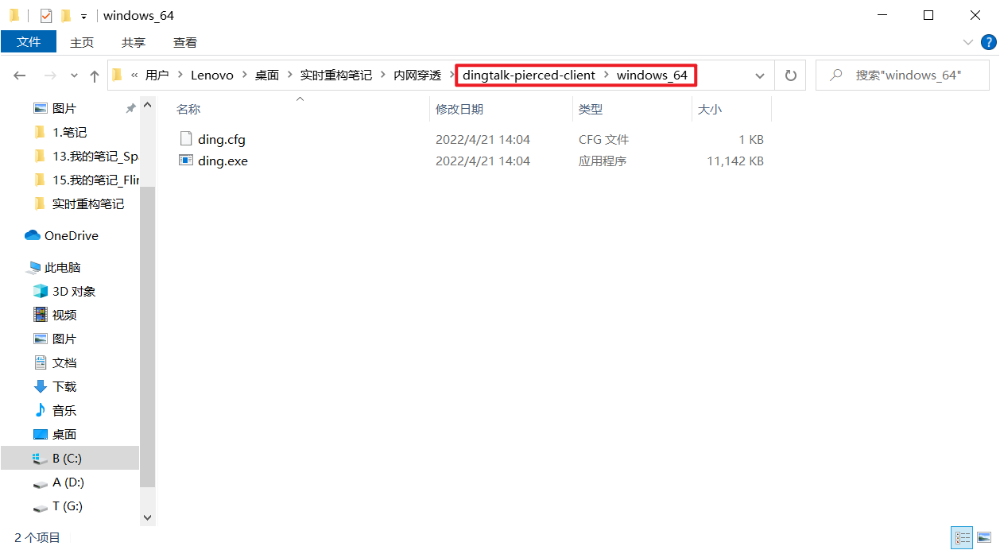 windows_64
文件 主页 共享 查看
« 用户 > Lenovo > 桌面 > 实时重构笔记 > 内网穿透 > dingtalk-pierced-client > windows_64
搜索"windows_64"
图片
1.笔记
13.我的笔记_Sp
15.我的笔记_Flin
实时重构笔记
OneDrive
此电脑
3D 对象
视频
图片
文档
下载
音乐
桌面
B (C:)
A (D:)
T (G:)
名称 修改日期 类型 大小
ding.cfg 2022/4/21 14:04 CFG 文件 1 KB
ding.exe 2022/4/21 14:04 应用程序 11,142 KB
2 个项目